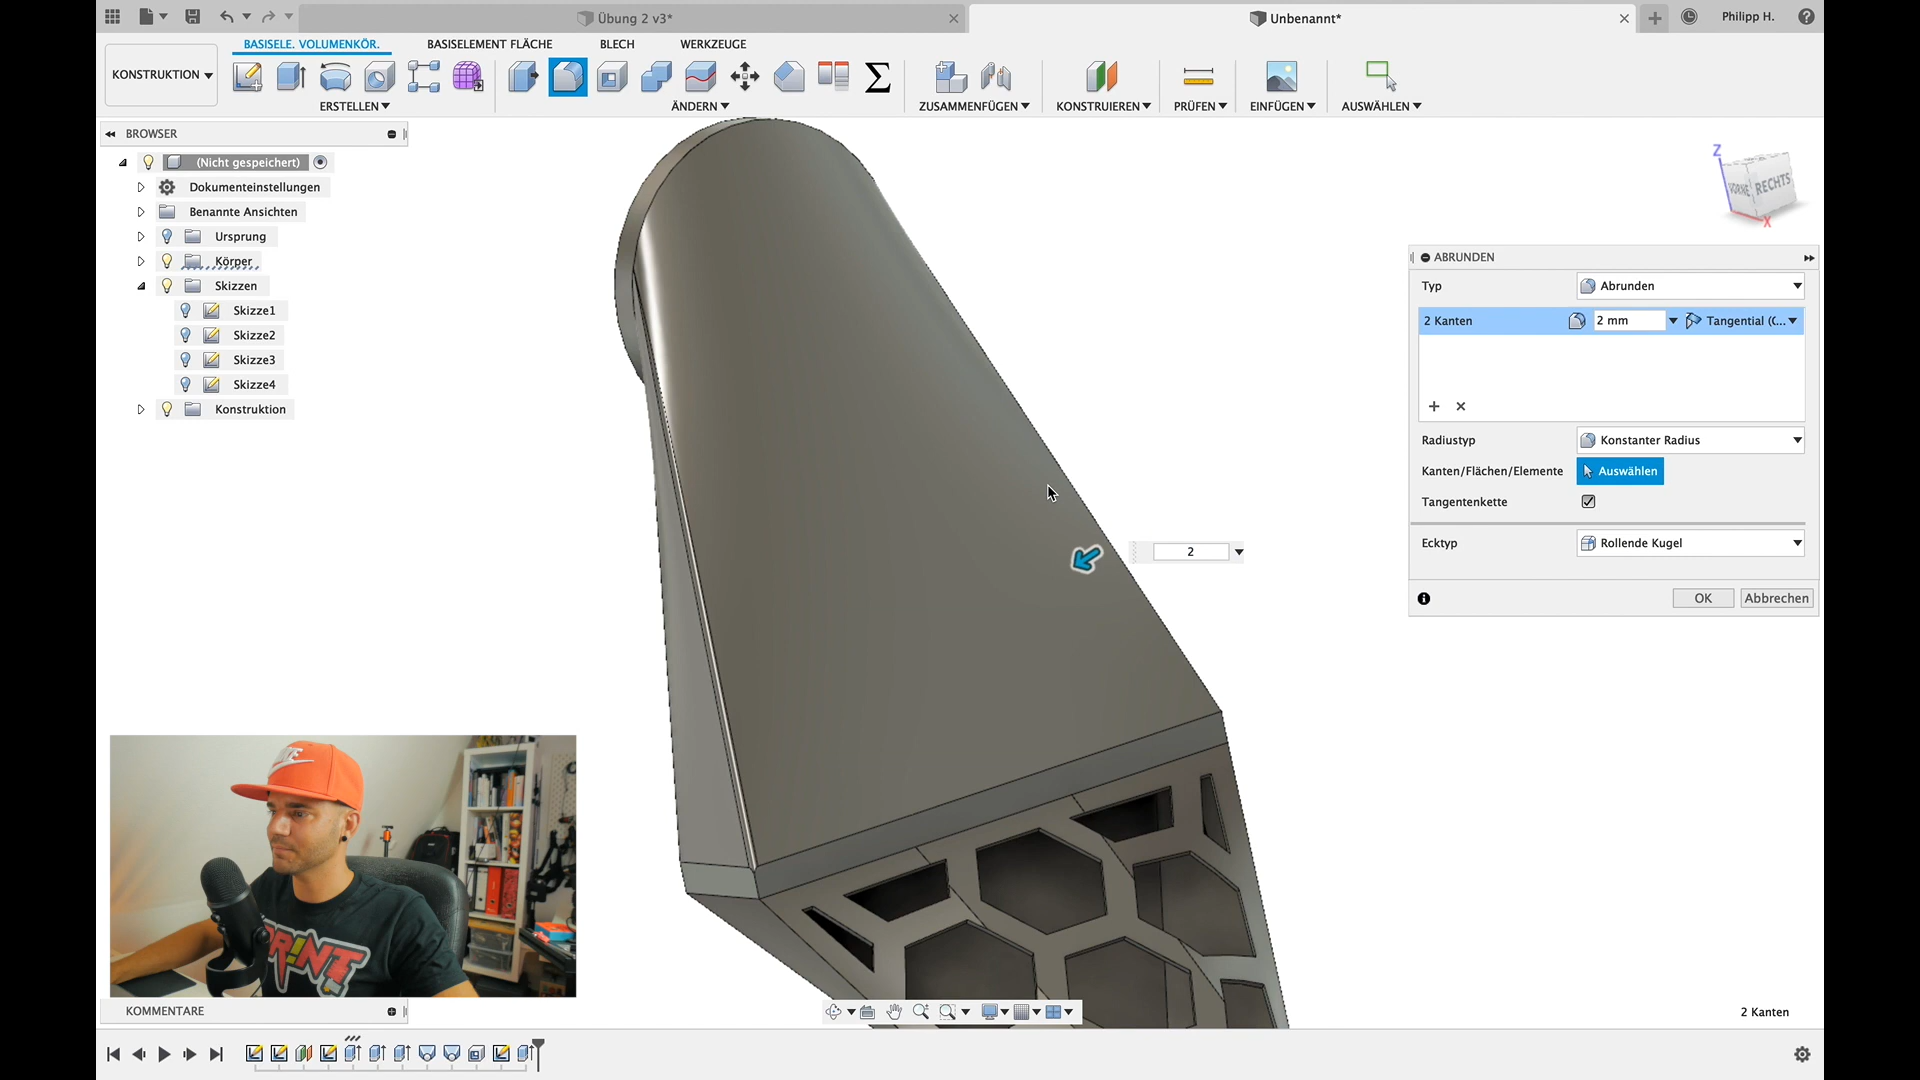 Übung 2 v3*
Unbenannt*
Philipp H.
KONSTRUKTION
BASISELE. VOLUMENKÖR.
BASISELEMENT FLÄCHE
BLECH
WERKZEUGE
ERSTELLEN
ÄNDERN
ZUSAMMENFÜGEN
KONSTRUIEREN
PRÜFEN
EINFÜGEN
AUSWÄHLEN
BROWSER
(Nicht gespeichert)
Dokumenteinstellungen
Benannte Ansichten
Ursprung
Körper
Skizzen
Skizze1
Skizze2
Skizze3
Skizze4
Konstruktion
Z
VORNE
RECHTS
X
ABRUNDEN
Typ Abrunden
2 Kanten 2 mm Tangential (...
Radiustyp Konstanter Radius
Kanten/Flächen/Elemente Auswählen
Tangentenkette
Ecktyp Rollende Kugel
OK Abbrechen
2
KOMMENTARE
2 Kanten